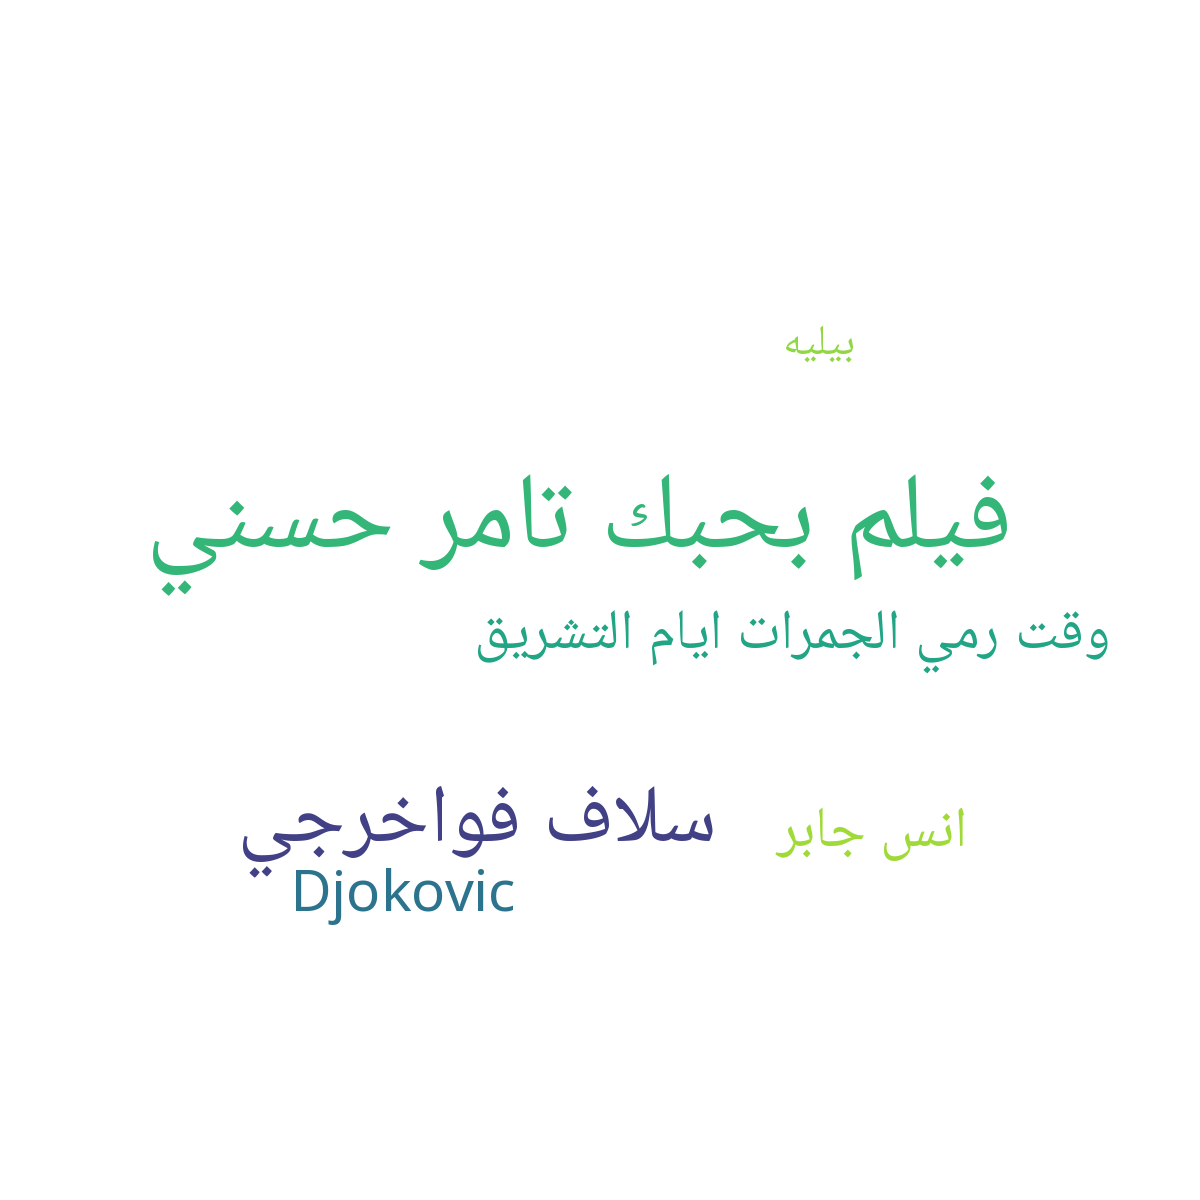 بيليه
فيلم بحبك تامر حسني
وقت رمي الجمرات ايام التشريق
انس جابر
سلاف فواخرجي
Djokovic